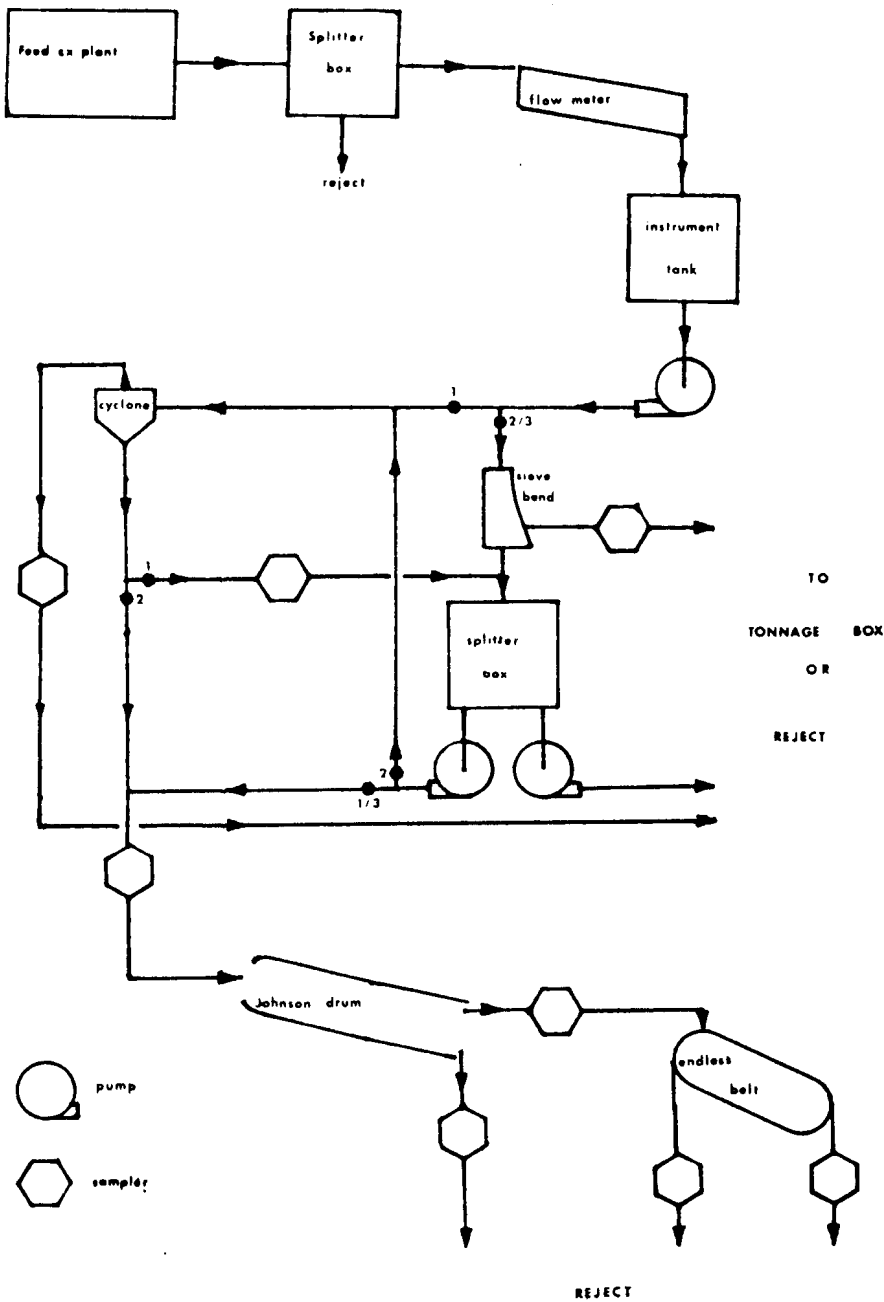 Feed ex plant
Splitter
box
flow meter
reject
instrument
tank
cyclone
1
2/3
sieve
bend
1
2
TO
TONNAGE BOX
OR
REJECT
splitter
box
2
1/3
Johnson drum
endless
belt
pump
sampler
REJECT